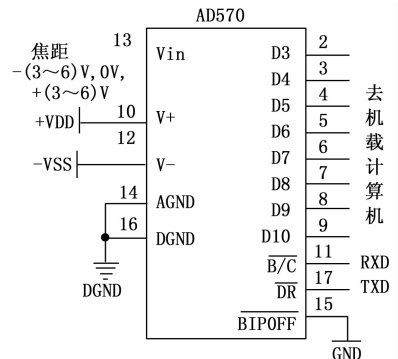 AD570
焦距
-(3～6)V,0V,
+(3～6)V
13
Vin
+VDD
10
V+
-VSS
12
V-
14
AGND
16
DGND
DGND
D3
2
D4
3
D5
4
D6
5
D7
6
D8
7
D9
8
D10
9
B/C
11
RXD
DR
17
TXD
BIPOFF
15
GND
去机载计算机